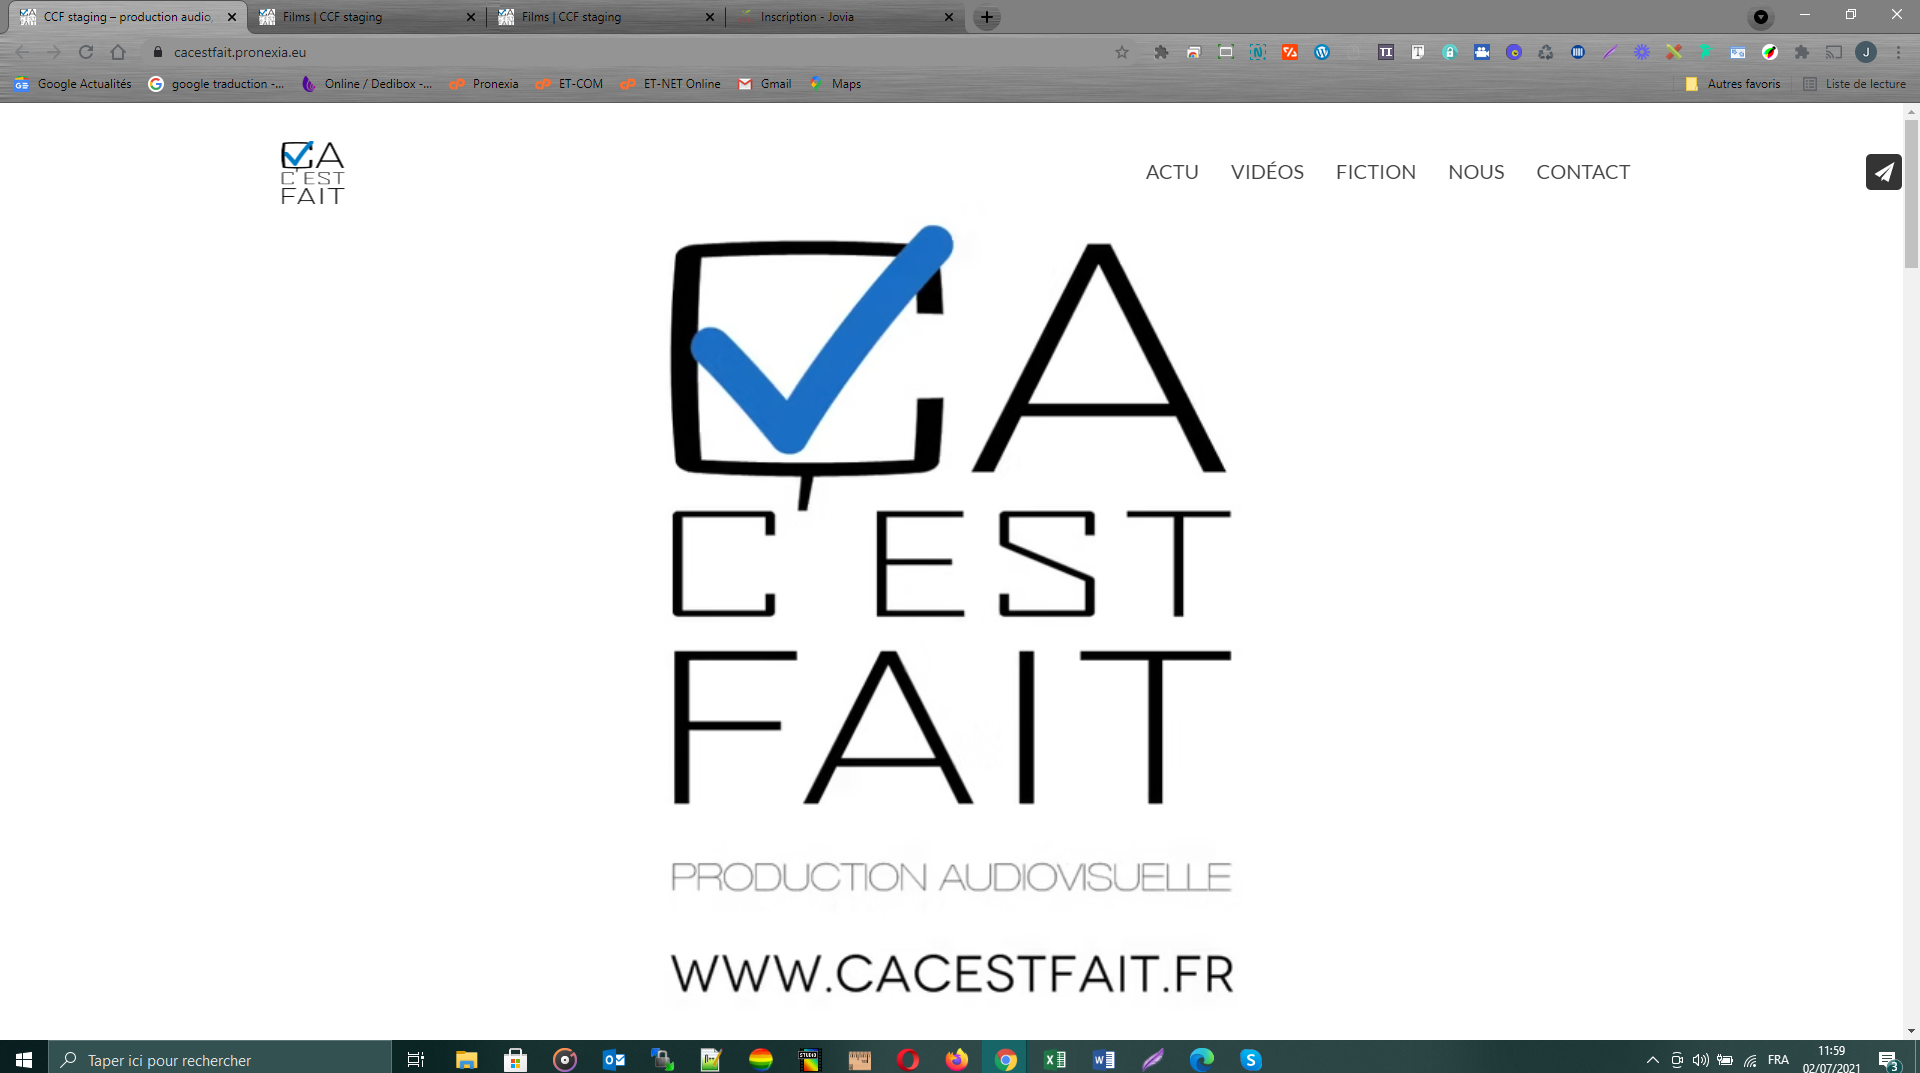 CCF staging – production audio
Films | CCF staging
Films | CCF staging
Inscription - Jovia
cacestfait.pronexia.eu
Google Actualités
google traduction -...
Online / Dedibox -...
Pronexia
ET-COM
ET-NET Online
Gmail
Maps
Autres favoris
Liste de lecture
ÇA
C'EST
FAIT
ACTU
VIDÉOS
FICTION
NOUS
CONTACT
ÇA
C'EST
FAIT
PRODUCTION AUDIOVISUELLE
WWW.CACESTFAIT.FR
Taper ici pour rechercher
FRA
11:59
02/07/2021
3